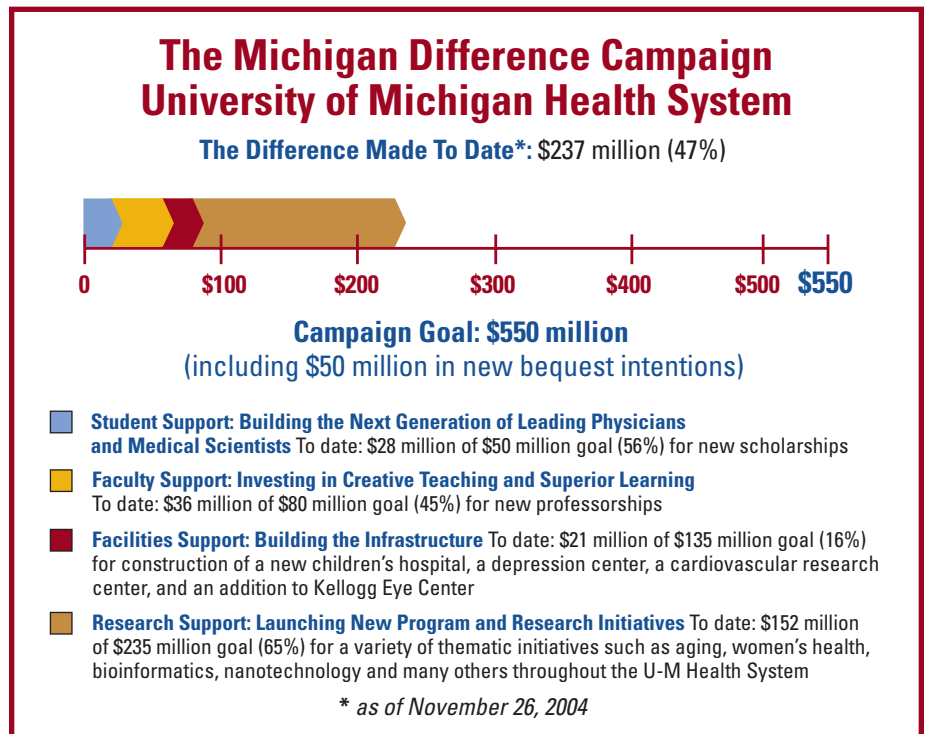 The Michigan Difference Campaign
University of Michigan Health System
The Difference Made To Date*: $237 million (47%)
0 $100 $200 $300 $400 $500 $550
Campaign Goal: $550 million
(including $50 million in new bequest intentions)
Student Support: Building the Next Generation of Leading Physicians
and Medical Scientists To date: $28 million of $50 million goal (56%) for new scholarships
Faculty Support: Investing in Creative Teaching and Superior Learning
To date: $36 million of $80 million goal (45%) for new professorships
Facilities Support: Building the Infrastructure To date: $21 million of $135 million goal (16%)
for construction of a new children's hospital, a depression center, a cardiovascular research
center, and an addition to Kellogg Eye Center
Research Support: Launching New Program and Research Initiatives To date: $152 million
of $235 million goal (65%) for a variety of thematic initiatives such as aging, women's health,
bioinformatics, nanotechnology and many others throughout the U-M Health System
* as of November 26, 2004